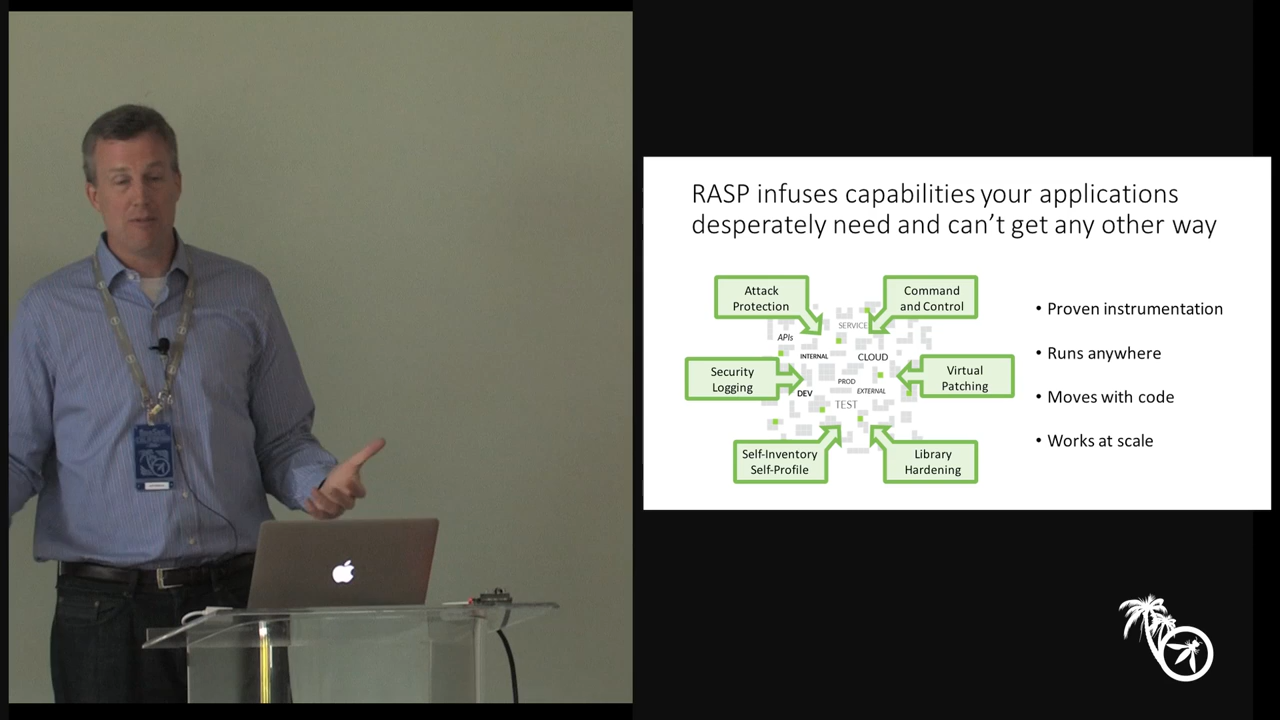 RASP infuses capabilities your applications
desperately need and can't get any other way
Attack
Protection
Command
and Control
SERVICE
APIs
INTERNAL
CLOUD
Security
Logging
Virtual
Patching
PROD
DEV
EXTERNAL
TEST
Self-Inventory
Self-Profile
Library
Hardening
• Proven instrumentation
• Runs anywhere
• Moves with code
• Works at scale